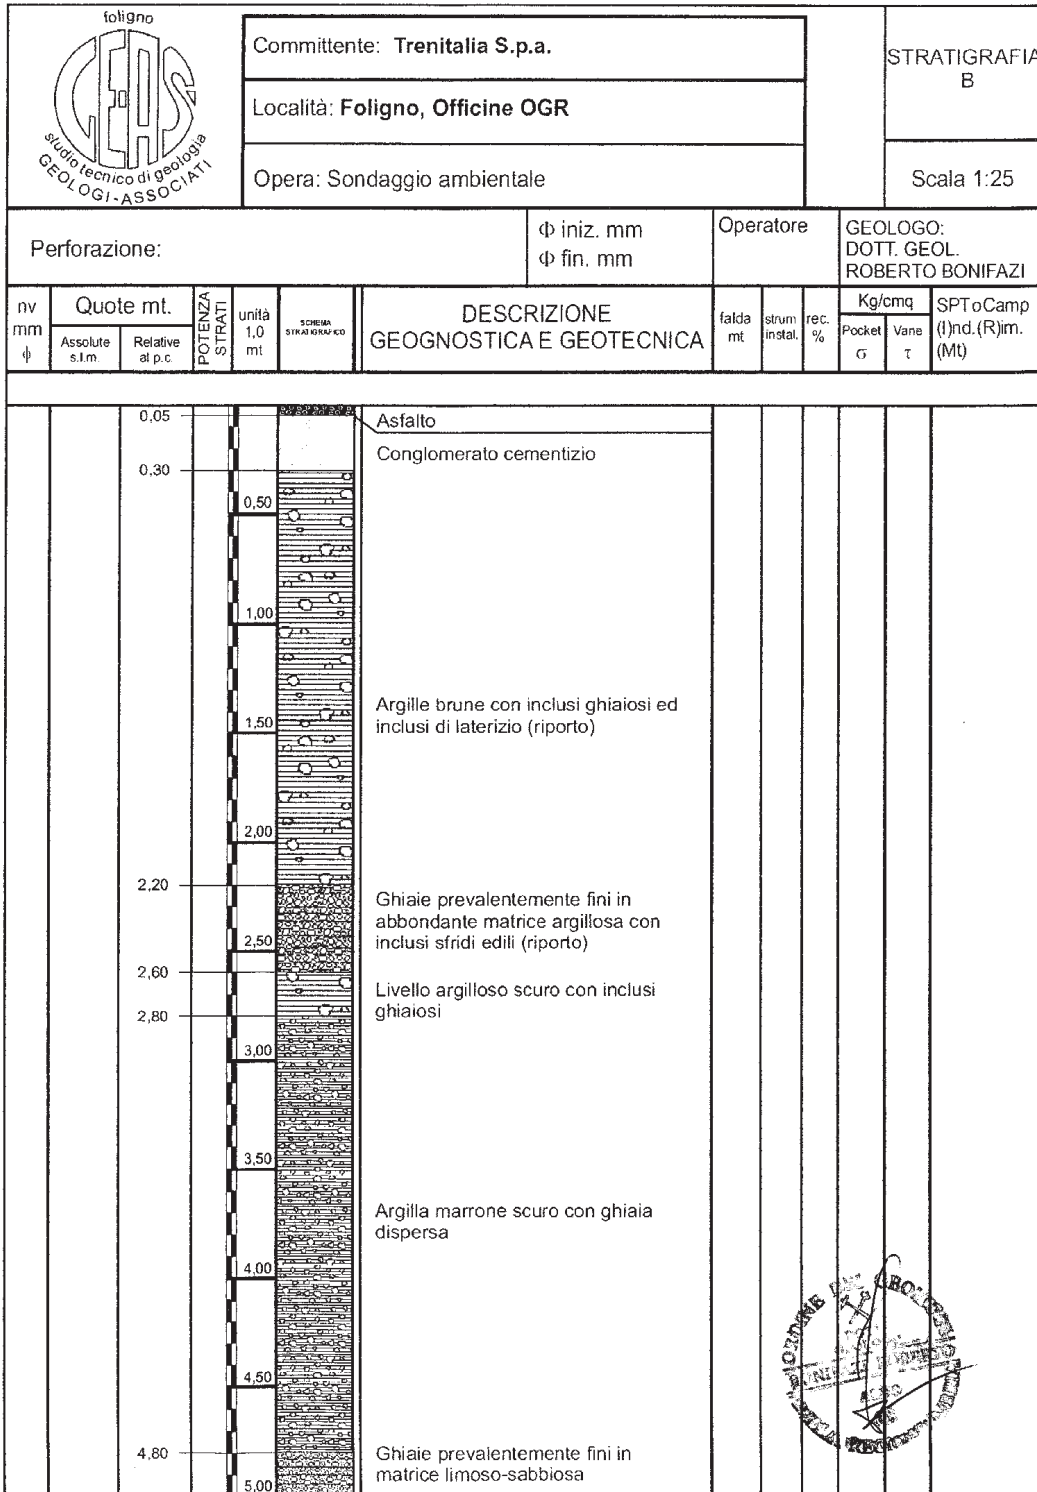 foligno
CEAS
studio tecnico di geologia
GEOLOGI-ASSOCIATI
Committente: Trenitalia S.p.a.
Località: Foligno, Officine OGR
Opera: Sondaggio ambientale
STRATIGRAFIA
B
Scala 1:25
Perforazione:
Φ iniz. mm
Φ fin. mm
Operatore
GEOLOGO:
DOTT. GEOL.
ROBERTO BONIFAZI
nv
mm
ϕ
Quote mt.
Assolute
s.l.m.
Relative
al p.c.
POTENZA
STRATI
unità
1,0
mt
SCHEMA
STRATIGRAFICO
DESCRIZIONE
GEOGNOSTICA E GEOTECNICA
falda
mt
strum
instal.
rec.
%
Kg/cmq
Pocket
σ
Vane
τ
SPToCamp
(I)nd.(R)im.
(Mt)
0,05
Asfalto
Conglomerato cementizio
0,30
0,50
1,00
Argille brune con inclusi ghiaiosi ed
inclusi di laterizio (riporto)
1,50
2,00
2,20
Ghiaie prevalentemente fini in
abbondante matrice argillosa con
inclusi sfridi edili (riporto)
2,50
2,60
Livello argilloso scuro con inclusi
ghiaiosi
2,80
3,00
3,50
Argilla marrone scuro con ghiaia
dispersa
4,00
4,50
4,80
Ghiaie prevalentemente fini in
matrice limoso-sabbiosa
5,00
ORDINE